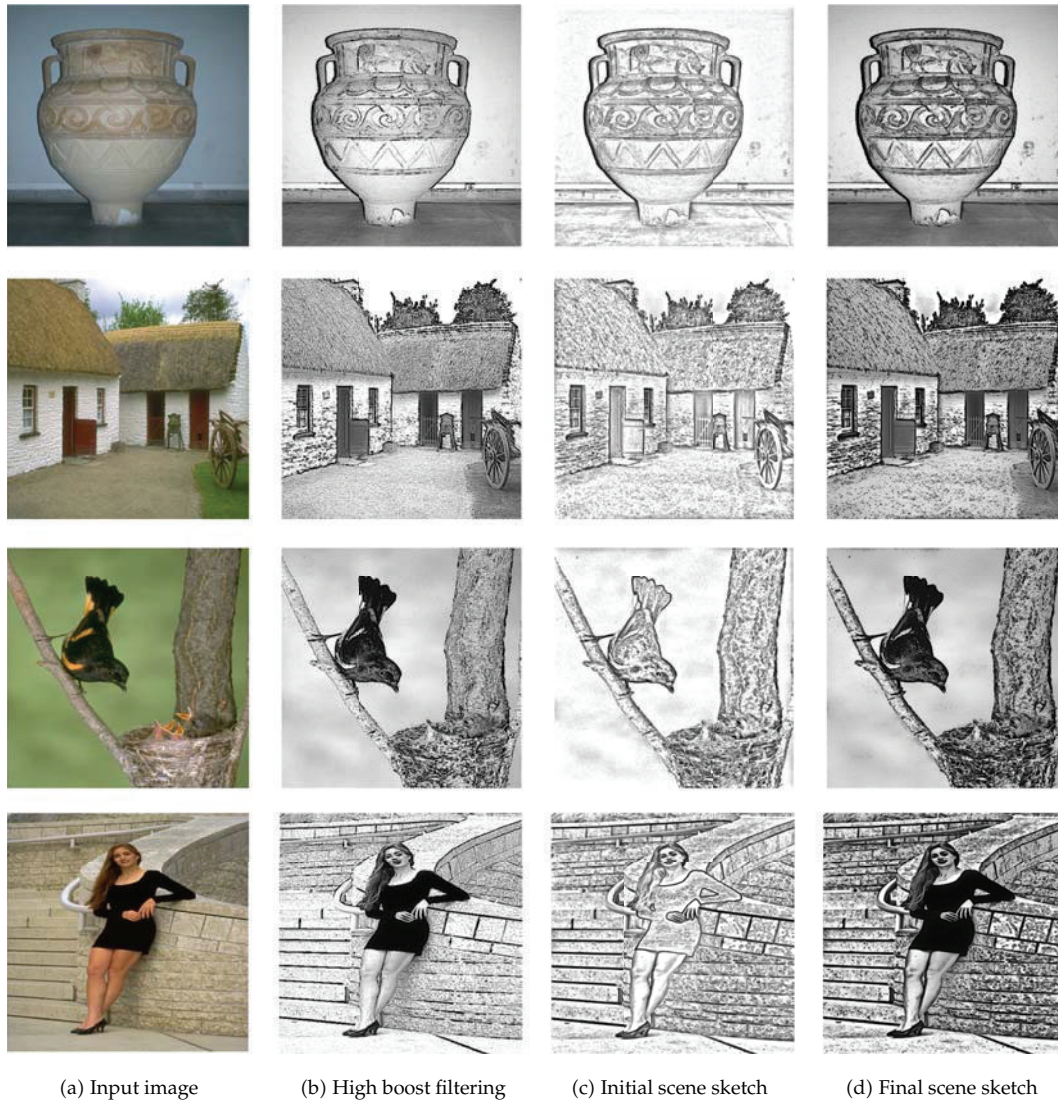 (a) Input image
(b) High boost filtering
(c) Initial scene sketch
(d) Final scene sketch